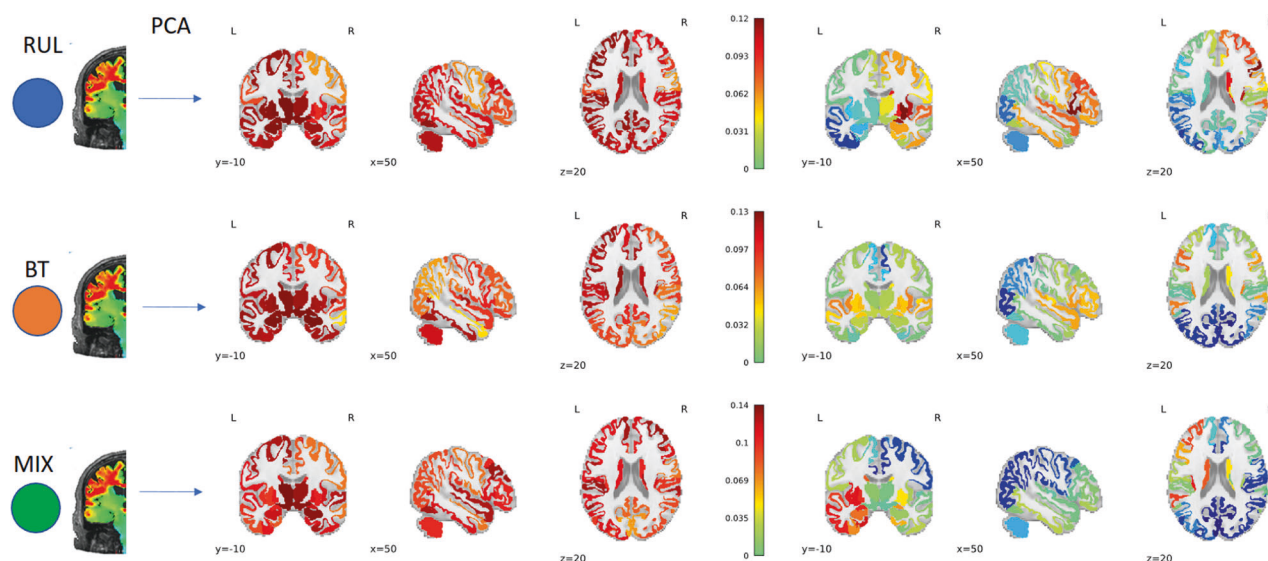 PCA
RUL
L R
y=-10 x=50
L R
z=20
0.12
0.093
0.062
0.031
0
L R
y=-10 x=50
L R
z=20
BT
L R
y=-10 x=50
L R
z=20
0.13
0.097
0.064
0.032
0
L R
y=-10 x=50
L
z=20
MIX
L R
y=-10 x=50
L R
z=20
0.14
0.1
0.07
0.035
0
L R
y=-10 x=50
L
z=20